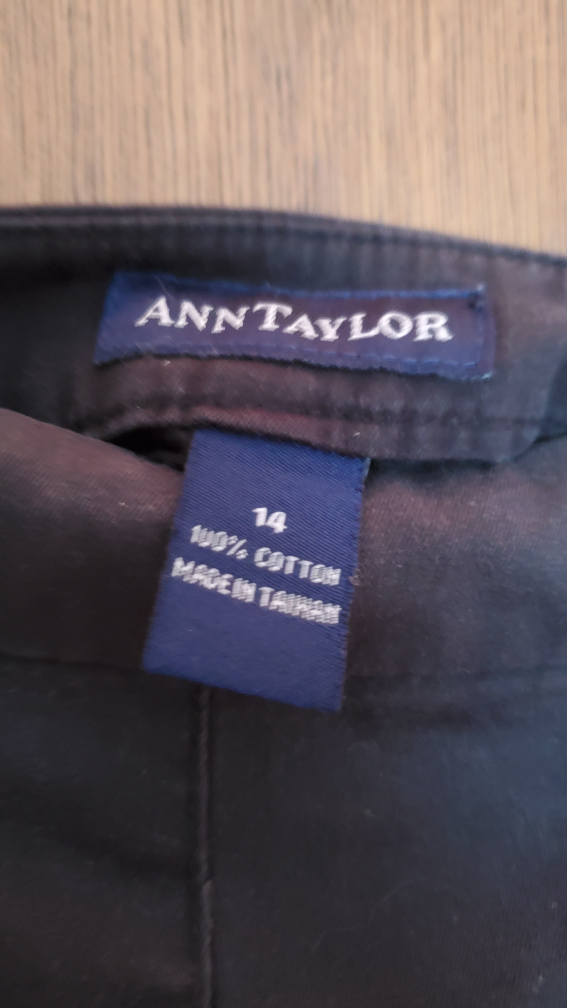 ANNTAYLOR
14
100% COTTON
MADE IN TAIWAN